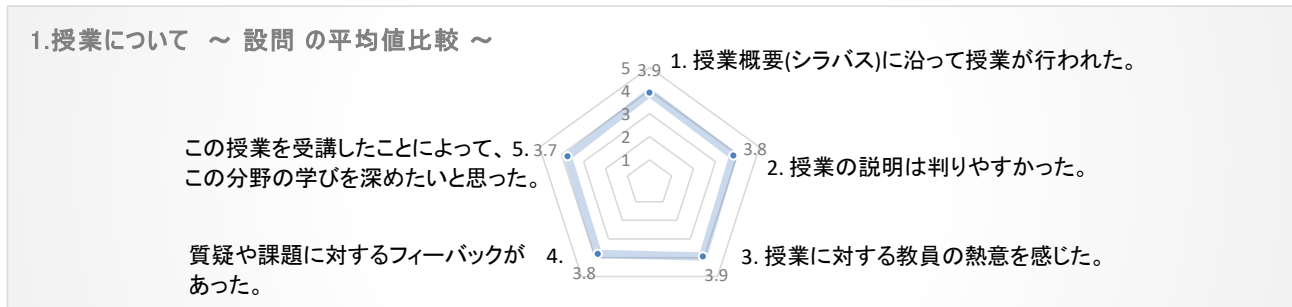 1.授業について ～ 設問 の平均値比較 ～
5 3.9 1. 授業概要(シラバス)に沿って授業が行われた。
4
3
2
1
3.8
2. 授業の説明は判りやすかった。
この授業を受講したことによって、 5. 3.7
この分野の学びを深めたいと思った。
質疑や課題に対するフィーバックが 4.
あった。
3.8
3.9
3. 授業に対する教員の熱意を感じた。